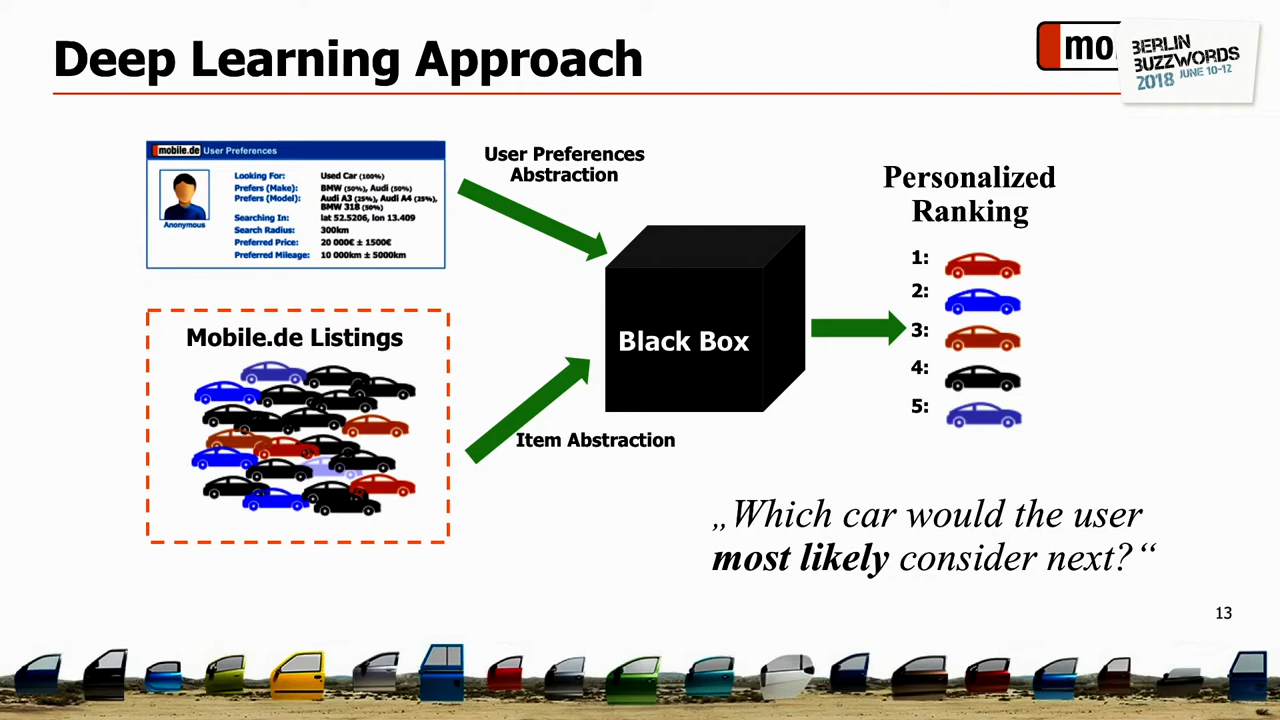 Deep Learning Approach
mo
BERLIN
BUZZWORDS
2018 JUNE 10-12
mobile.de User Preferences
Anonymous
Looking For: Used Car (100%)
Prefers (Make): BMW (50%), Audi (50%)
Prefers (Model): Audi A3 (25%), Audi A4 (25%),
BMW 318 (50%)
Searching In: lat 52.5206, lon 13.409
Search Radius: 300km
Preferred Price: 20 000€ ± 1500€
Preferred Mileage: 10 000km ± 5000km
User Preferences
Abstraction
Mobile.de Listings
Item Abstraction
Black Box
Personalized
Ranking
1:
2:
3:
4:
5:
„Which car would the user
most likely consider next?“
13